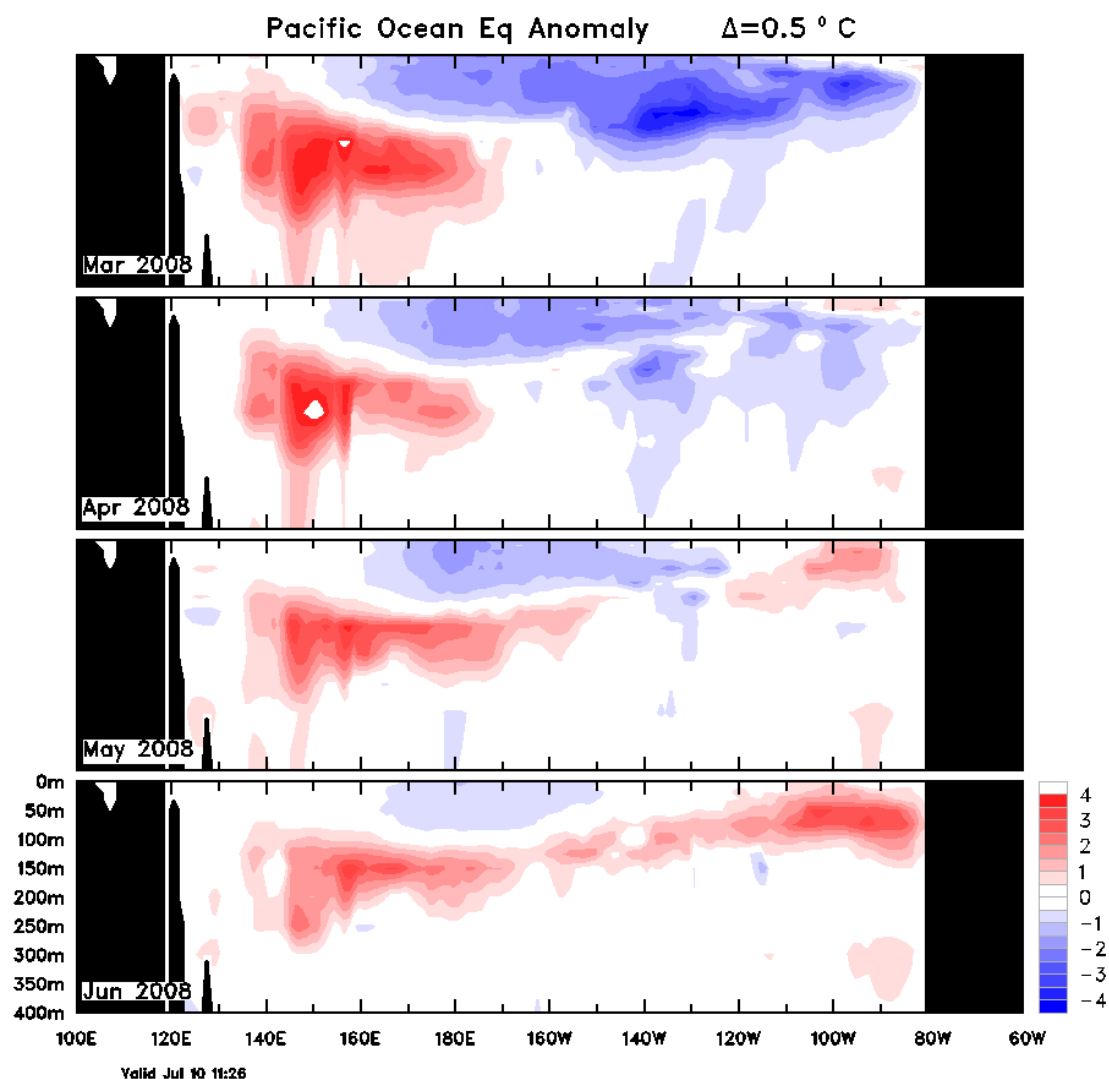 Pacific Ocean Eq Anomaly Δ=0.5 ° C
Mar 2008
Apr 2008
May 2008
0m
50m
100m
150m
200m
250m
300m
350m
400m
Jun 2008
4
3
2
1
0
-1
-2
-3
-4
100E 120E 140E 160E 180E 160W 140W 120W 100W 80W 60W
Valid Jul 10 11:26